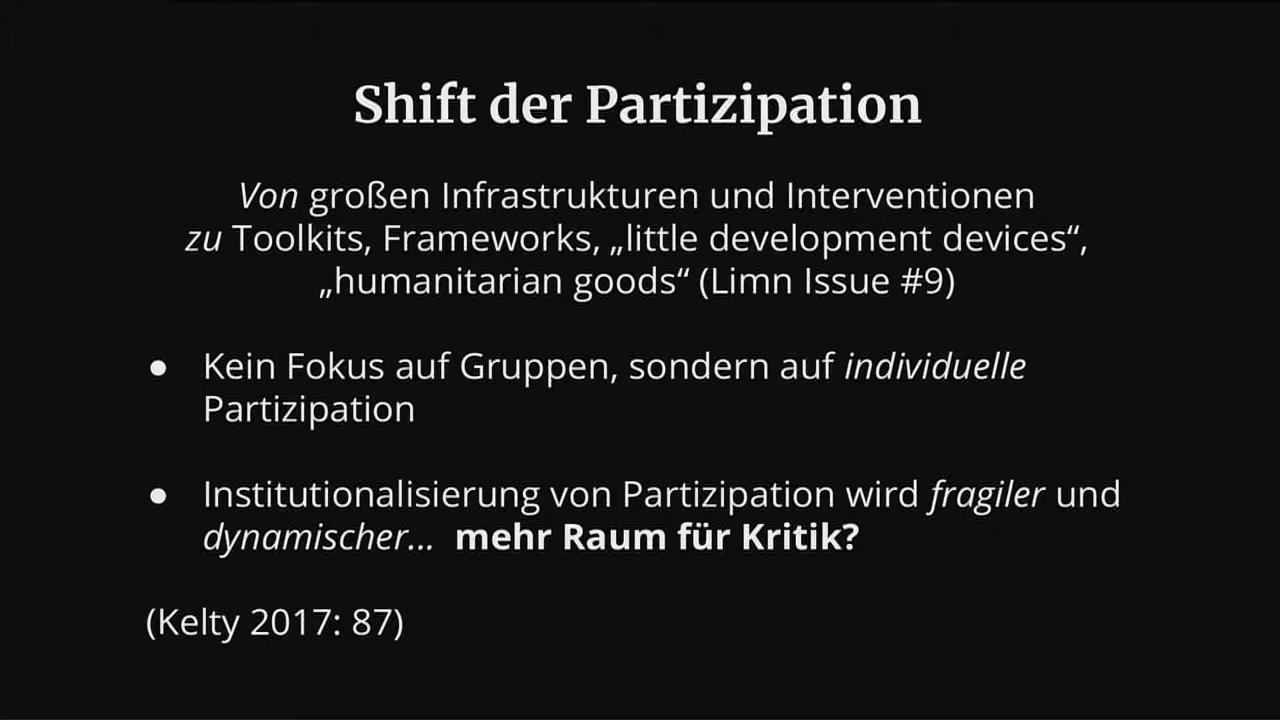 Shift der Partizipation
Von großen Infrastrukturen und Interventionen
zu Toolkits, Frameworks, „little development devices“,
„humanitarian goods“ (Limn Issue #9)
● Kein Fokus auf Gruppen, sondern auf individuelle
Partizipation
● Institutionalisierung von Partizipation wird fragiler und
dynamischer... mehr Raum für Kritik?
(Kelty 2017: 87)